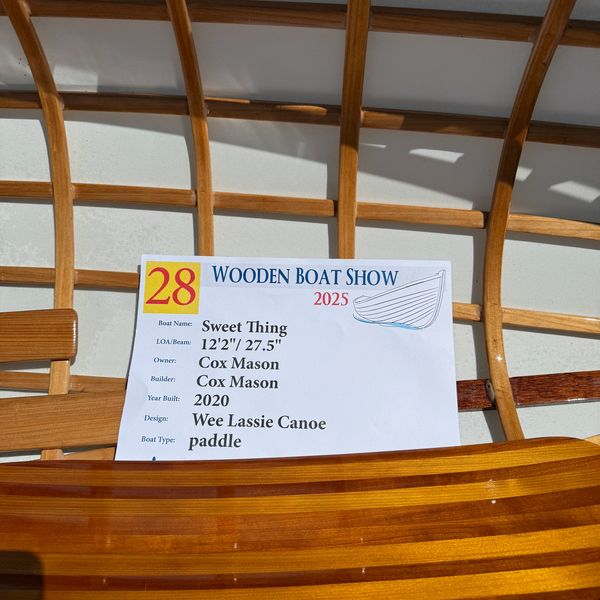 28 WOODEN BOAT SHOW
2025
Boat Name: Sweet Thing
LOA/Beam: 12'2"/ 27.5"
Owner: Cox Mason
Builder: Cox Mason
Year Built: 2020
Design: Wee Lassie Canoe
Boat Type: paddle